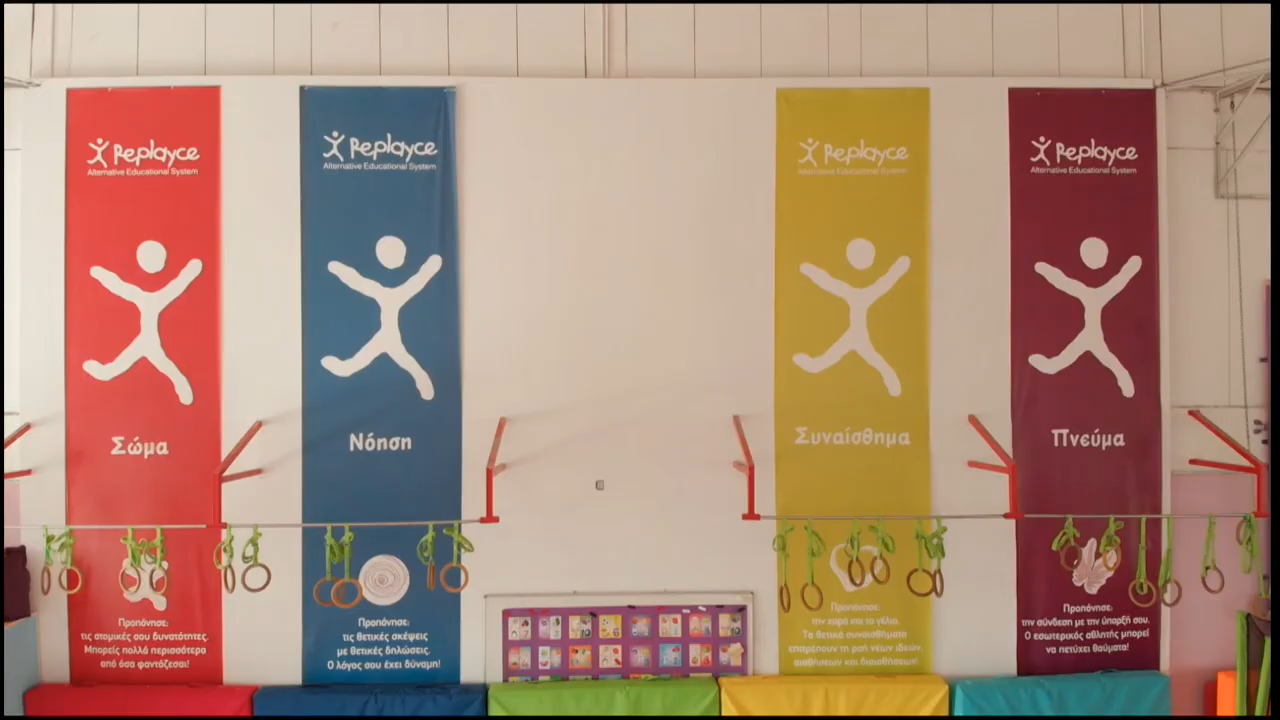 Replayce
Alternative Educational System
Σώμα
Προπόνησε:
τις ατομικές σου δυνατότητες.
Μπορείς πολλά περισσότερα
από όσα φαντάζεσαι!
Replayce
Alternative Educational System
Νόηση
Προπόνησε:
τις θετικές σκέψεις
με θετικές δηλώσεις.
Ο λόγος σου έχει δύναμη!
Replayce
Alternative Educational System
Συναίσθημα
Προπόνησε:
την χαρά και το γέλιο.
Τα θετικά συναισθήματα
επιτρέπουν τη ροή νέων ιδεών,
αισθήσεων και διαισθήσεων!
Replayce
Alternative Educational System
Πνεύμα
Προπόνησε:
την σύνδεση με την ύπαρξή σου.
Ο εσωτερικός αθλητής μπορεί
να πετύχει θαύματα!